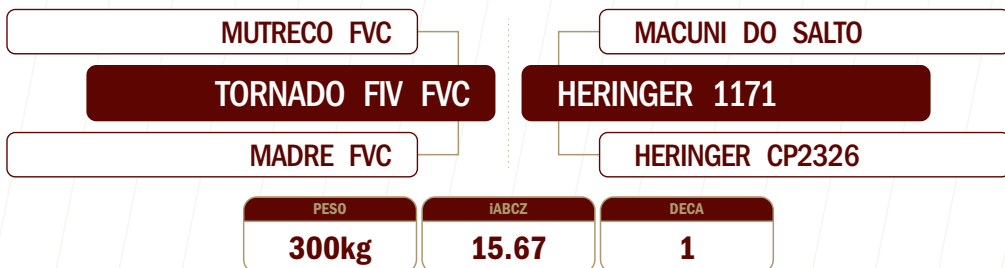 MUTRECO FVC
MACUNI DO SALTO
TORNADO FIV FVC
HERINGER 1171
MADRE FVC
HERINGER CP2326
PESO
iABCZ
DECA
300kg
15.67
1